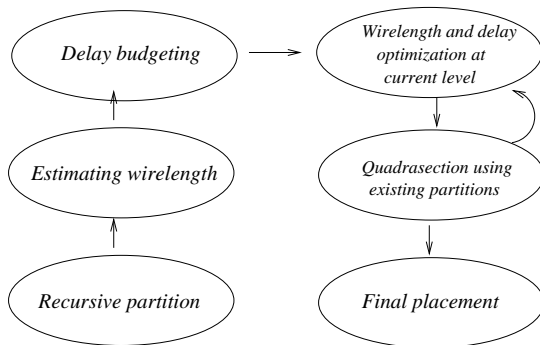 Delay budgeting
Wirelength and delay
optimization at
current level
Estimating wirelength
Quadrasection using
existing partitions
Recursive partition
Final placement